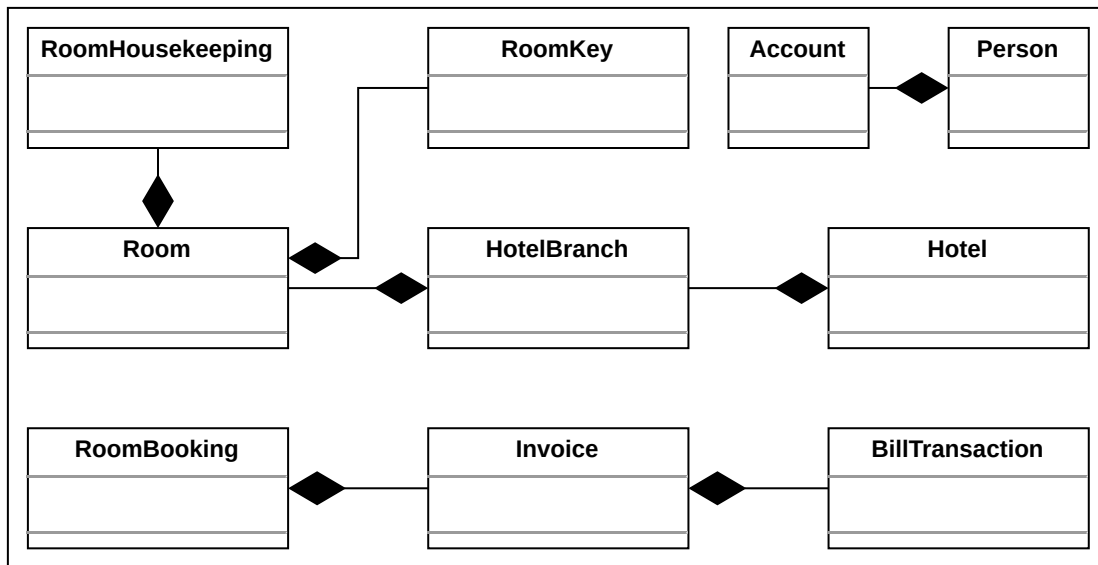 RoomHousekeeping
RoomKey
Account
Person
Room
HotelBranch
Hotel
RoomBooking
Invoice
BillTransaction